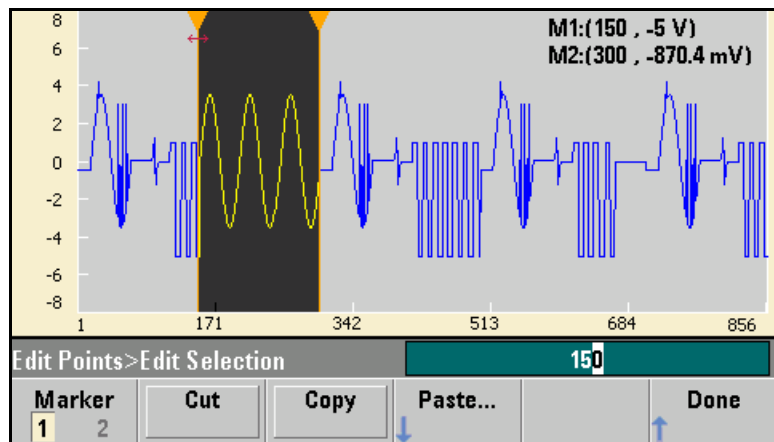 8
M1:(150 , -5 V)
6
M2:(300 , -870.4 mV)
4
2
0
-2
-4
-6
-8
1 171 342 513 684 856
Edit Points>Edit Selection 150
Marker Cut Copy Paste... Done
1 2